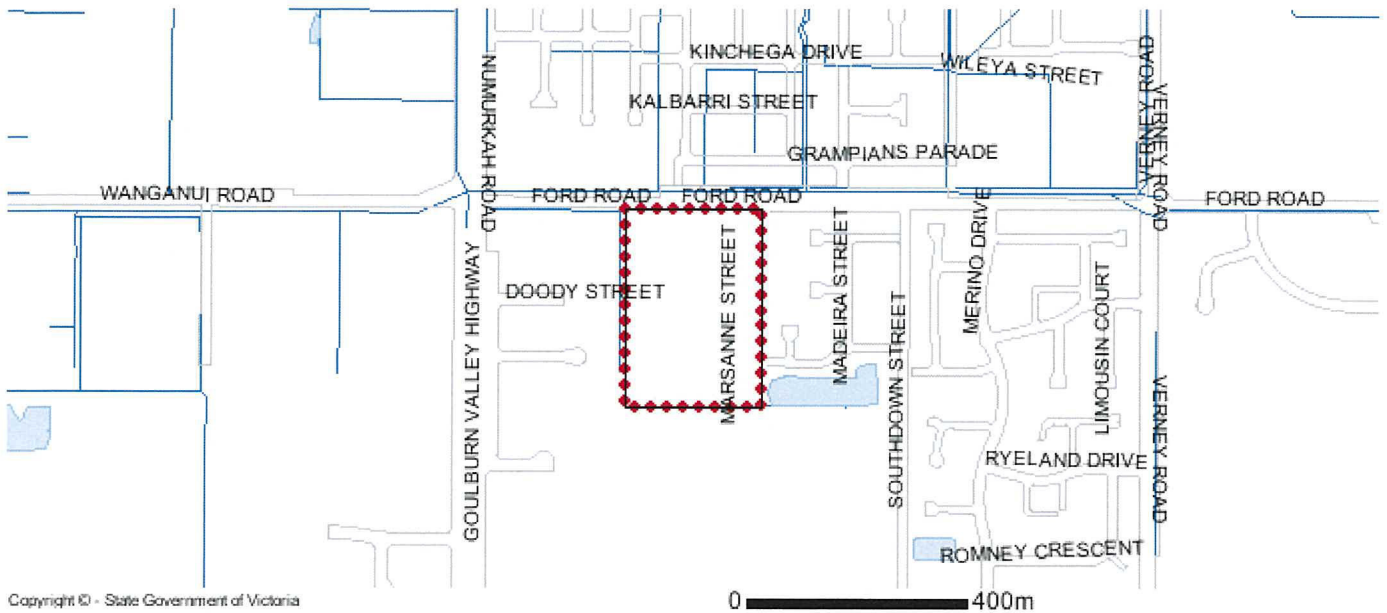 KINCHEGA DRIVE
WILEYA STREET
NUMURKAH ROAD
VERNEY ROAD
VERNEY ROAD
KALBARRI STREET
GRAMPIANS PARADE
WANGANUI ROAD
FORD ROAD
FORD ROAD
FORD ROAD
MERINO DRIVE
MARSANNE STREET
MADEIRA STREET
GOULBURN VALLEY HIGHWAY
DOODY STREET
SOUTHDOWN STREET
LIMOUSIN COURT
VERNEY ROAD
RYELAND DRIVE
ROMNEY CRESCENT
Copyright © - State Government of Victoria
0 400m